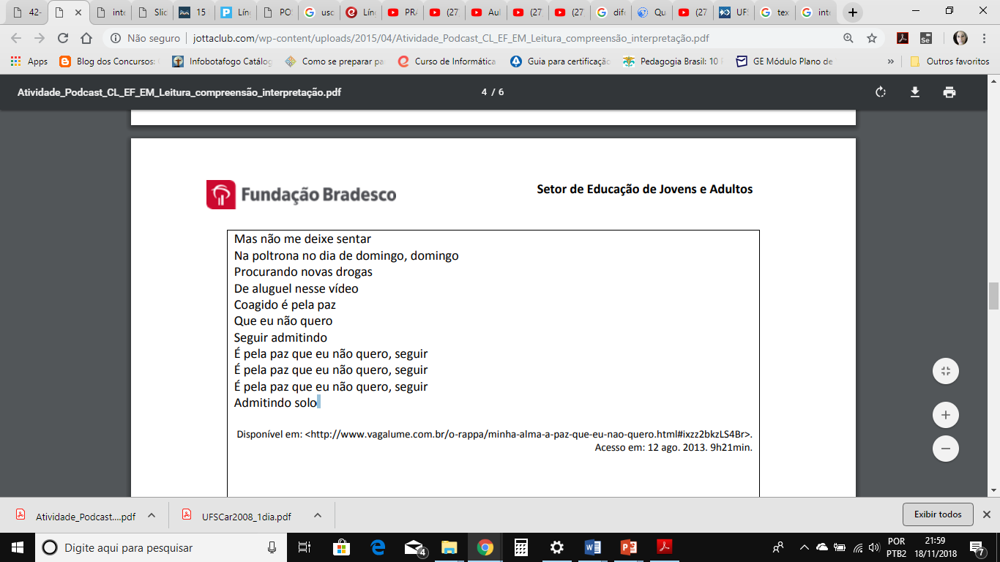 42-
inte
Slid
15
Líng
PO
usc
Líng
PRA
(27
Aul
(27
(27
dife
Qu
(27
UFS
tex
inte
Não seguro
jottaclub.com/wp-content/uploads/2015/04/Atividade_Podcast_CL_EF_EM_Leitura_compreensão_interpretação.pdf
Apps
Blog dos Concursos:
Infobotafogo Catálog
Como se preparar pa
Curso de Informática
Guia para certificaçã
Pedagogia Brasil: 10
GE Módulo Plano de
»
Outros favoritos
Atividade_Podcast_CL_EF_EM_Leitura_compreensão_interpretação.pdf
4 / 6
Fundação Bradesco
Setor de Educação de Jovens e Adultos
Mas não me deixe sentar
Na poltrona no dia de domingo, domingo
Procurando novas drogas
De aluguel nesse vídeo
Coagido é pela paz
Que eu não quero
Seguir admitindo
É pela paz que eu não quero, seguir
É pela paz que eu não quero, seguir
É pela paz que eu não quero, seguir
Admitindo solo
Disponível em: <http://www.vagalume.com.br/o-rappa/minha-alma-a-paz-que-eu-nao-quero.html#ixzz2bkzLS4Br>.
Acesso em: 12 ago. 2013. 9h21min.
Atividade_Podcast....pdf
UFSCar2008_1dia.pdf
Exibir todos
Digite aqui para pesquisar
4
POR
PTB2
21:59
18/11/2018
7